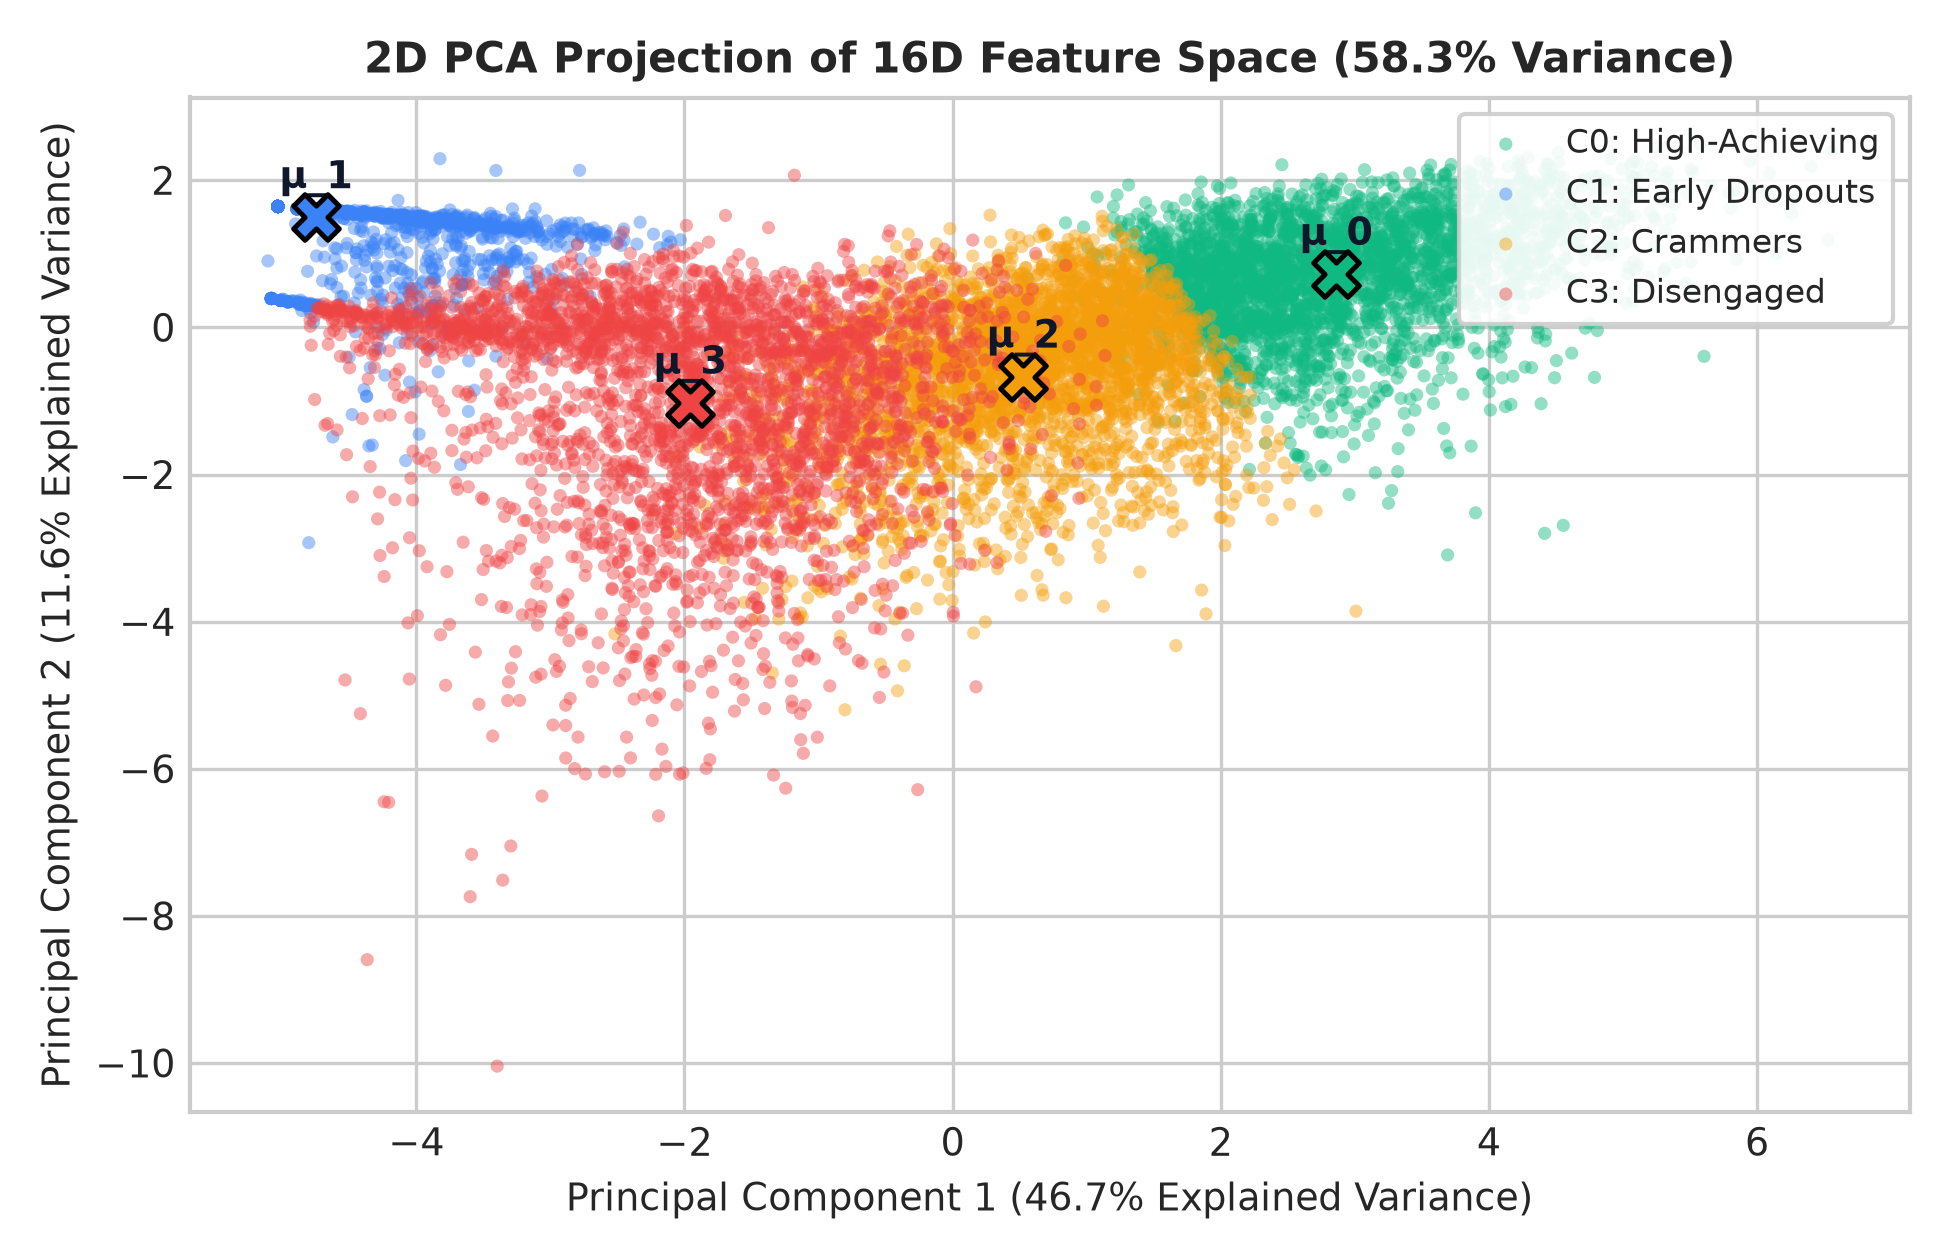 2D PCA Projection of 16D Feature Space (58.3% Variance)
Principal Component 2 (11.6% Explained Variance)
2
0
−2
−4
−6
−8
−10
μ_1
μ_0
μ_2
μ_3
C0: High-Achieving
C1: Early Dropouts
C2: Crammers
C3: Disengaged
−4
−2
0
2
4
6
Principal Component 1 (46.7% Explained Variance)